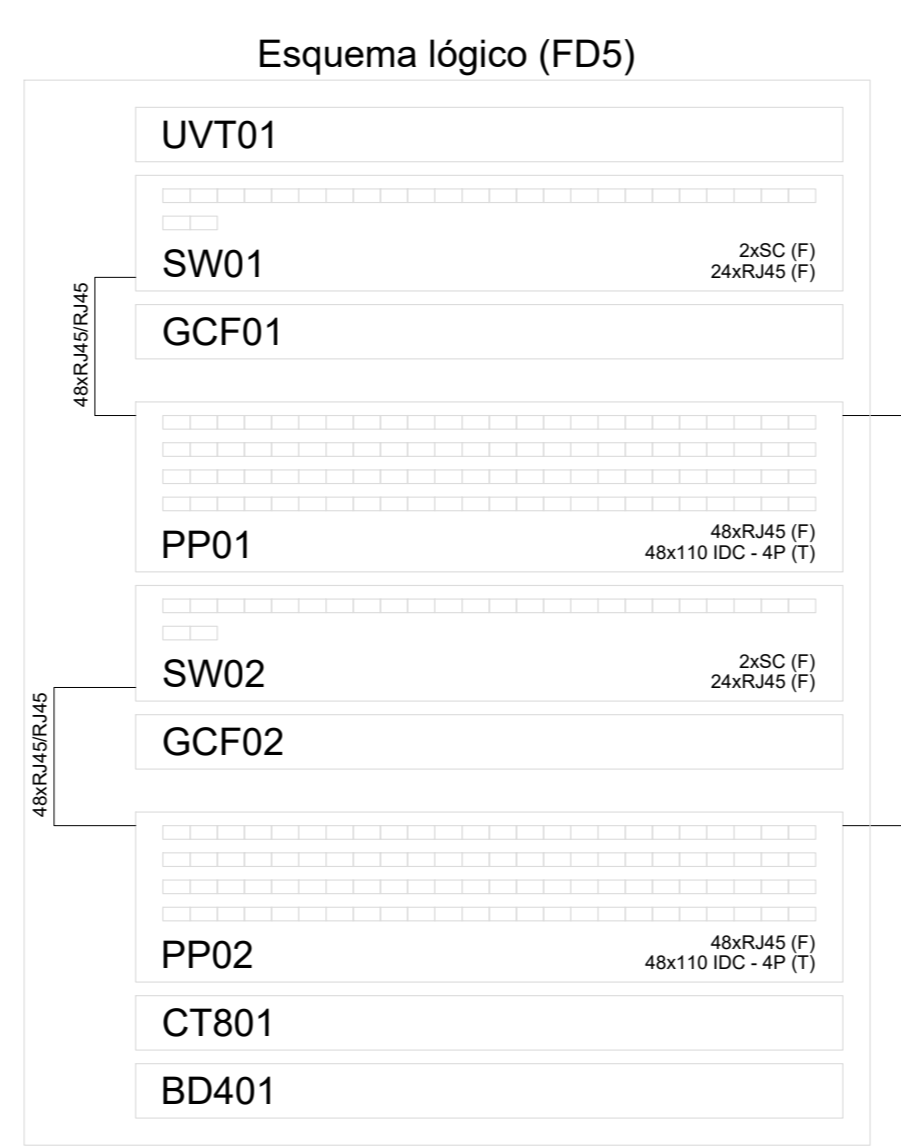 Esquema lógico (FD5)
UVT01
SW01
2xSC (F)
24xRJ45 (F)
48xRJ45/RJ45
GCF01
PP01
48xRJ45 (F)
48x110 IDC - 4P (T)
SW02
2xSC (F)
24xRJ45 (F)
48xRJ45/RJ45
GCF02
PP02
48xRJ45 (F)
48x110 IDC - 4P (T)
CT801
BD401